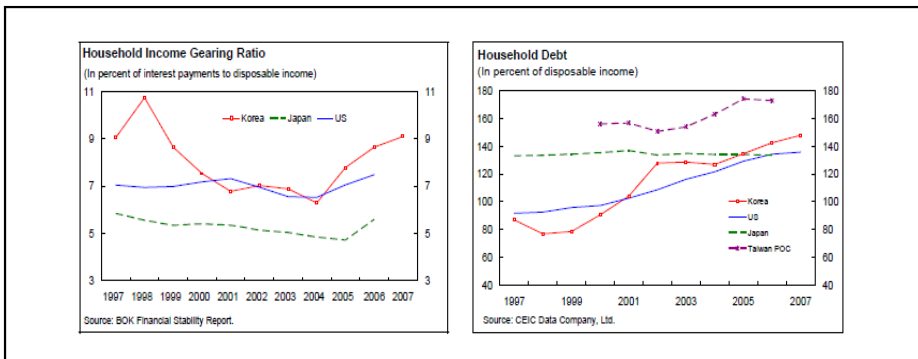 Household Income Gearing Ratio
(In percent of interest payments to disposable income)
11 11
Korea Japan US
9 9
7 7
5 5
3 3
1997 1998 1999 2000 2001 2002 2003 2004 2005 2006 2007
Source: BOK Financial Stability Report.
Household Debt
(In percent of disposable income)
180 180
160 160
140 140
120 120
100 100
Korea
US
80 80
Japan
60 60
Taiwan POC
40 40
1997 1999 2001 2003 2005 2007
Source: CEIC Data Company, Ltd.